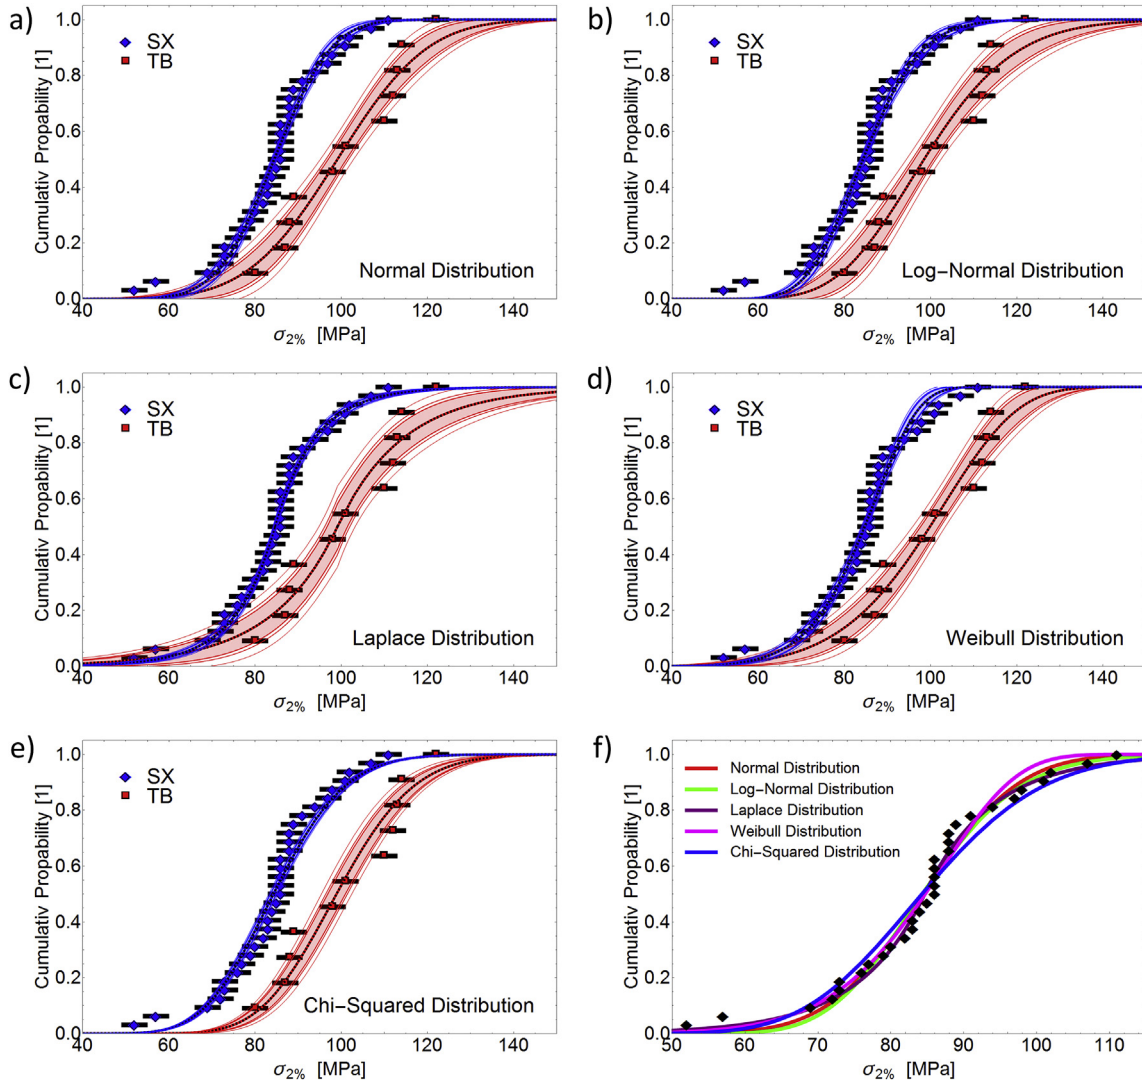 a)
SX
TB
Cumulativ Propability [1]
1.0
0.8
0.6
0.4
0.2
0.0
Normal Distribution
40 60 80 100 120 140
σ2% [MPa]
b)
SX
TB
Cumulativ Propability [1]
1.0
0.8
0.6
0.4
0.2
0.0
Log-Normal Distribution
40 60 80 100 120 140
σ2% [MPa]
c)
SX
TB
Cumulativ Propability [1]
1.0
0.8
0.6
0.4
0.2
0.0
Laplace Distribution
40 60 80 100 120 140
σ2% [MPa]
d)
SX
TB
Cumulativ Propability [1]
1.0
0.8
0.6
0.4
0.2
0.0
Weibull Distribution
40 60 80 100 120 140
σ2% [MPa]
e)
SX
TB
Cumulativ Propability [1]
1.0
0.8
0.6
0.4
0.2
0.0
Chi-Squared Distribution
40 60 80 100 120 140
σ2% [MPa]
f)
Normal Distribution
Log-Normal Distribution
Laplace Distribution
Weibull Distribution
Chi-Squared Distribution
Cumulativ Propability [1]
1.0
0.8
0.6
0.4
0.2
0.0
50 60 70 80 90 100 110
σ2% [MPa]